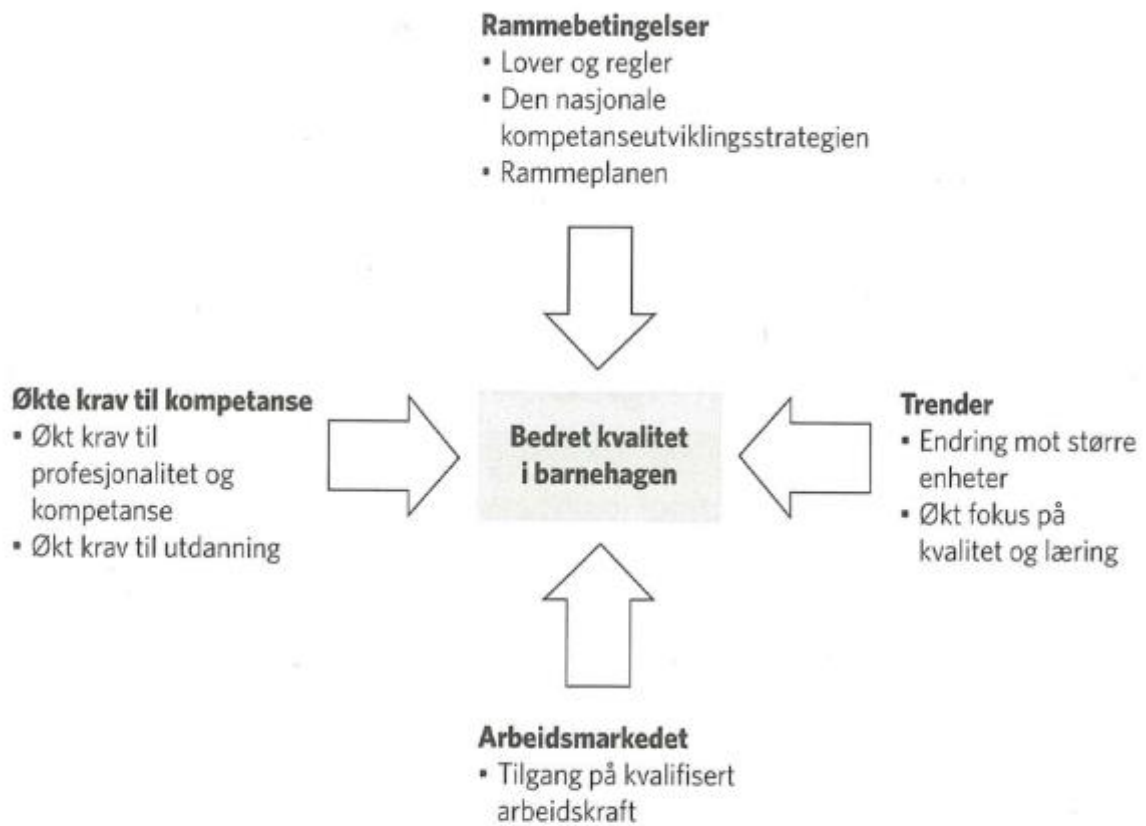 Rammebetingelser
▪ Lover og regler
▪ Den nasjonale
kompetanseutviklingsstrategien
▪ Rammeplanen
Økte krav til kompetanse
▪ Økt krav til
profesjonalitet og
kompetanse
▪ Økt krav til utdanning
Bedret kvalitet
i barnehagen
Trender
▪ Endring mot større
enheter
▪ Økt fokus på
kvalitet og læring
Arbeidsmarkedet
▪ Tilgang på kvalifisert
arbeidskraft